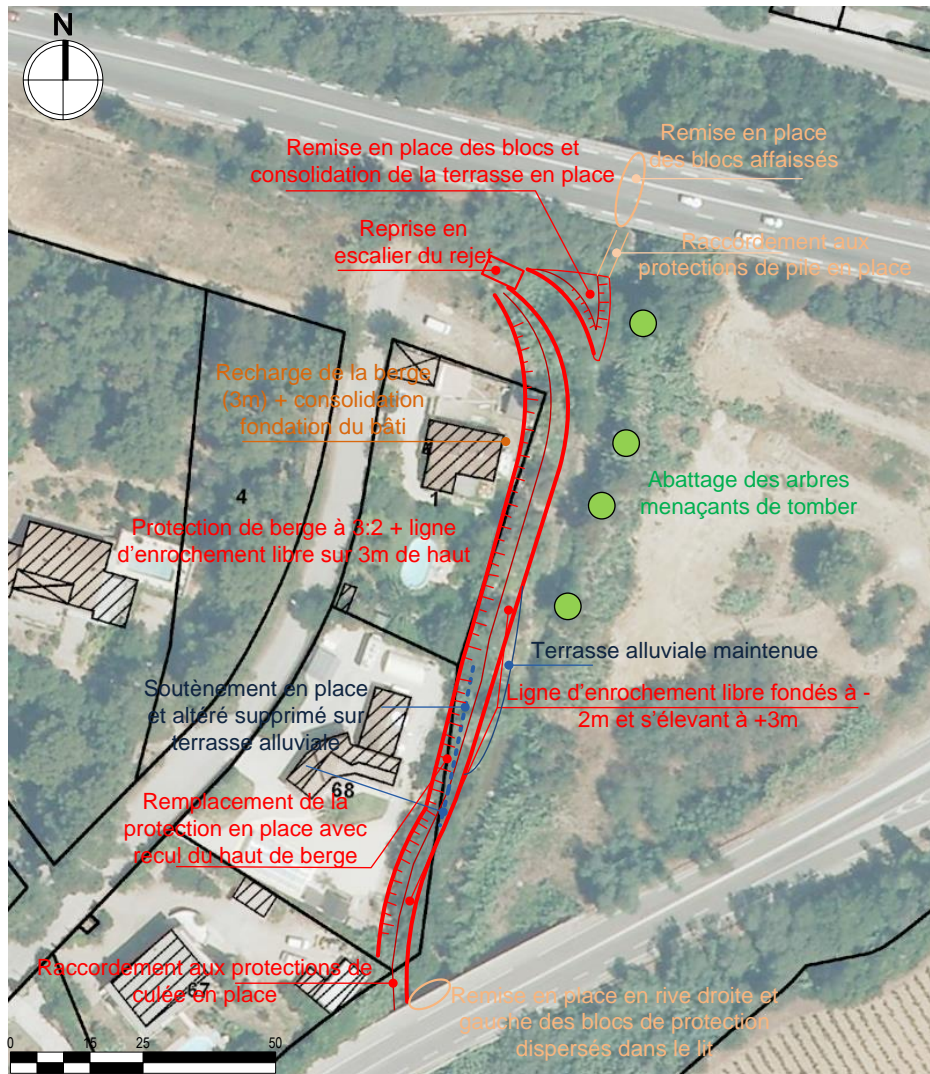 N
Remise en place
des blocs affaissés
Remise en place des blocs et
consolidation de la terrasse en place
Reprise en
escalier du rejet
Raccordement aux
protections de pile en place
Recharge de la berge
(3m) + consolidation
fondation du bâti
4
1
Abattage des arbres
menaçants de tomber
Protection de berge à 3:2 + ligne
d'enrochement libre sur 3m de haut
Terrasse alluviale maintenue
Soutènement en place
et altéré supprimé sur
terrasse alluviale
Ligne d'enrochement libre fondés à -
2m et s'élevant à +3m
68
Remplacement de la
protection en place avec
recul du haut de berge
Raccordement aux protections de
culée en place
67
Remise en place en rive droite et
gauche des blocs de protection
dispersés dans le lit
0 15 25 50